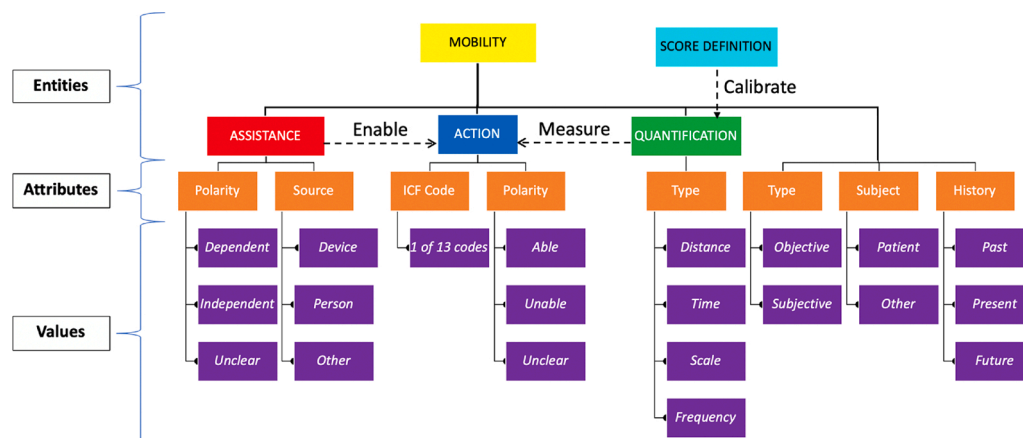 MOBILITY
SCORE DEFINITION
Calibrate
Entities
ASSISTANCE
Enable
ACTION
Measure
QUANTIFICATION
Attributes
Polarity
Source
ICF Code
Polarity
Type
Type
Subject
History
Dependent
Device
1 of 13 codes
Able
Distance
Objective
Patient
Past
Values
Independent
Person
Unable
Time
Subjective
Other
Present
Unclear
Other
Unclear
Scale
Future
Frequency